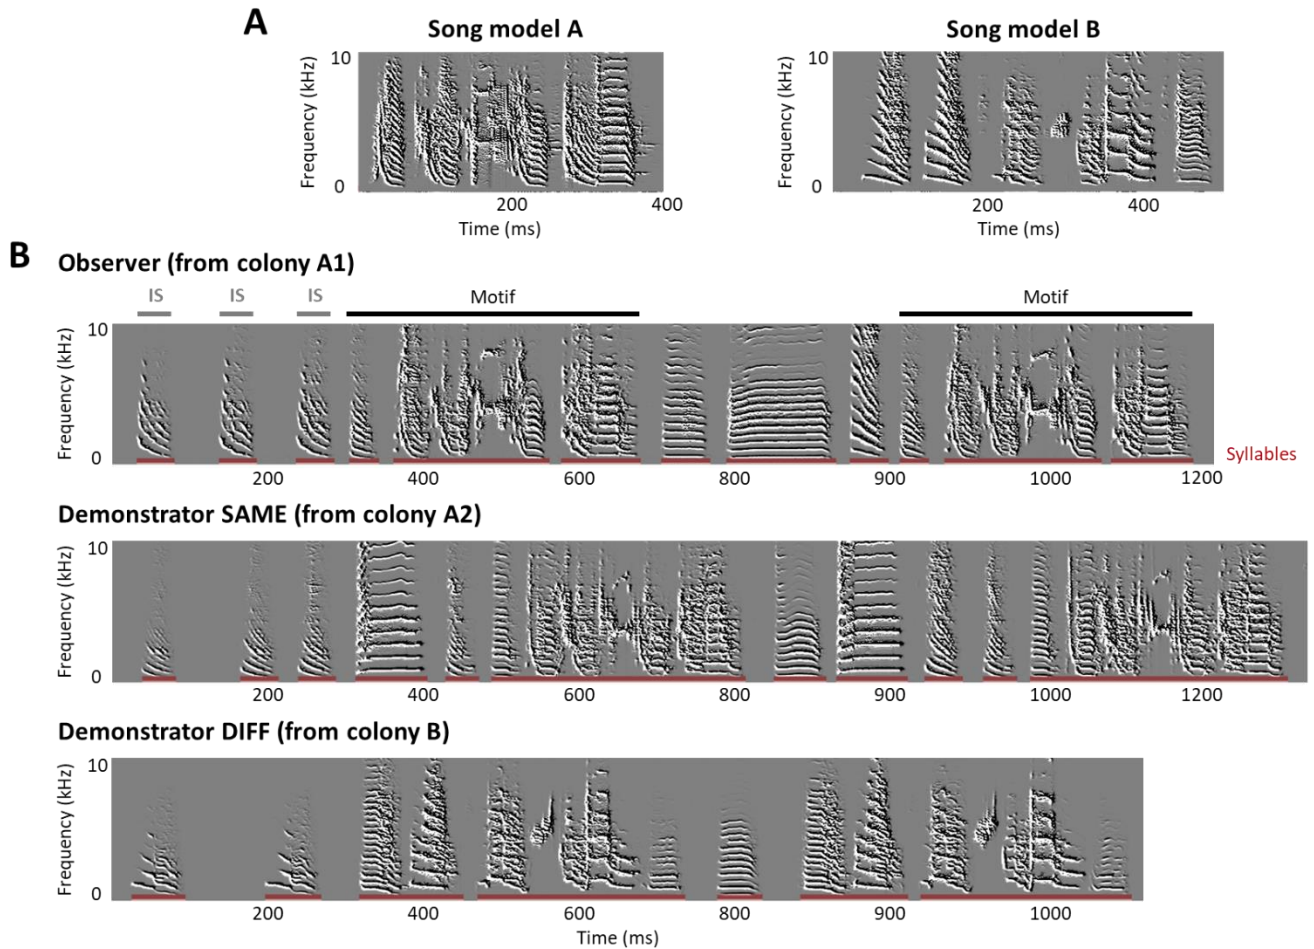 A
Song model A
Song model B
Frequency (kHz)
10
0
200
400
Time (ms)
Frequency (kHz)
10
0
200
400
Time (ms)
B
Observer (from colony A1)
IS
IS
IS
Motif
Motif
Frequency (kHz)
10
0
Syllables
200
400
600
800
900
1000
1200
Demonstrator SAME (from colony A2)
Frequency (kHz)
10
0
200
400
600
800
900
1000
1200
Demonstrator DIFF (from colony B)
Frequency (kHz)
10
0
200
400
600
800
900
1000
Time (ms)